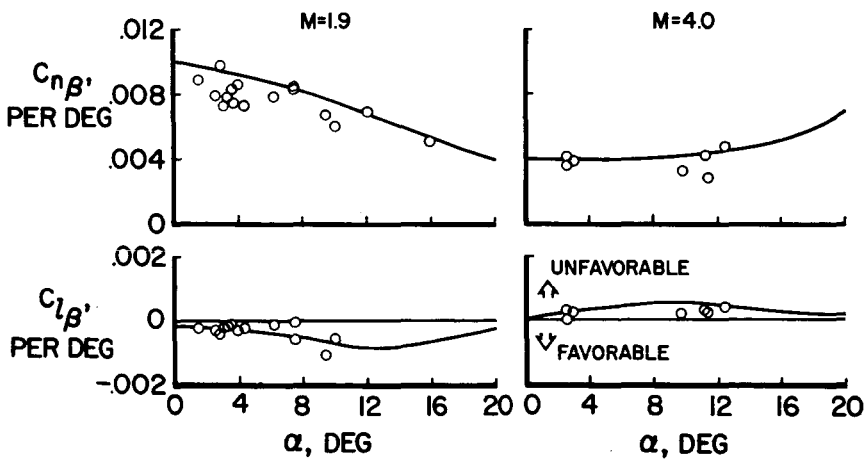 M=1.9
M=4.0
.012
.008
.004
0
Cnβ'
PER DEG
.002
0
-.002
Clβ'
PER DEG
UNFAVORABLE
FAVORABLE
0 4 8 12 16 20
0 4 8 12 16 20
α, DEG
α, DEG